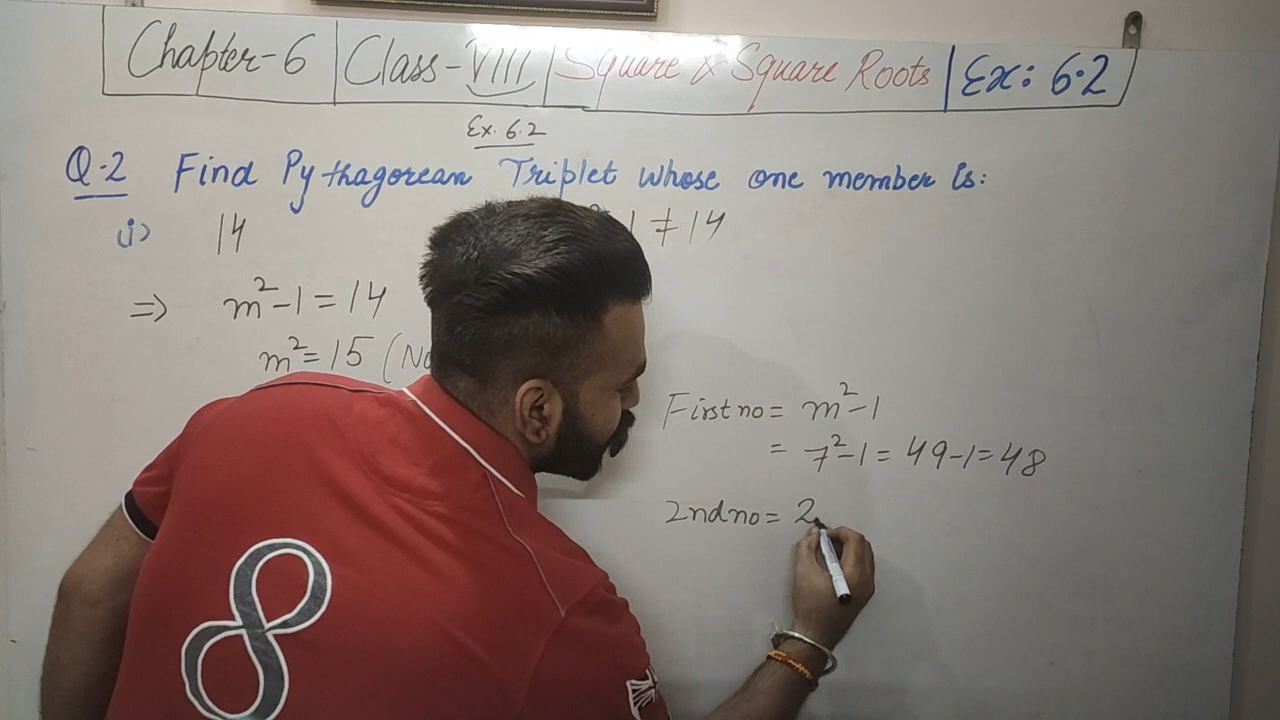 Chapter-6 | Class-VIII | Square & Square Roots | Ex: 6.2
Ex. 6.2
Q.2 Find Pythagorean Triplet whose one member is:
i) 14
1 ≠ 14
=> m²-1 = 14
m² = 15 (No
First no = m²-1
= 7²-1 = 49-1 = 48
2nd no = 2
8